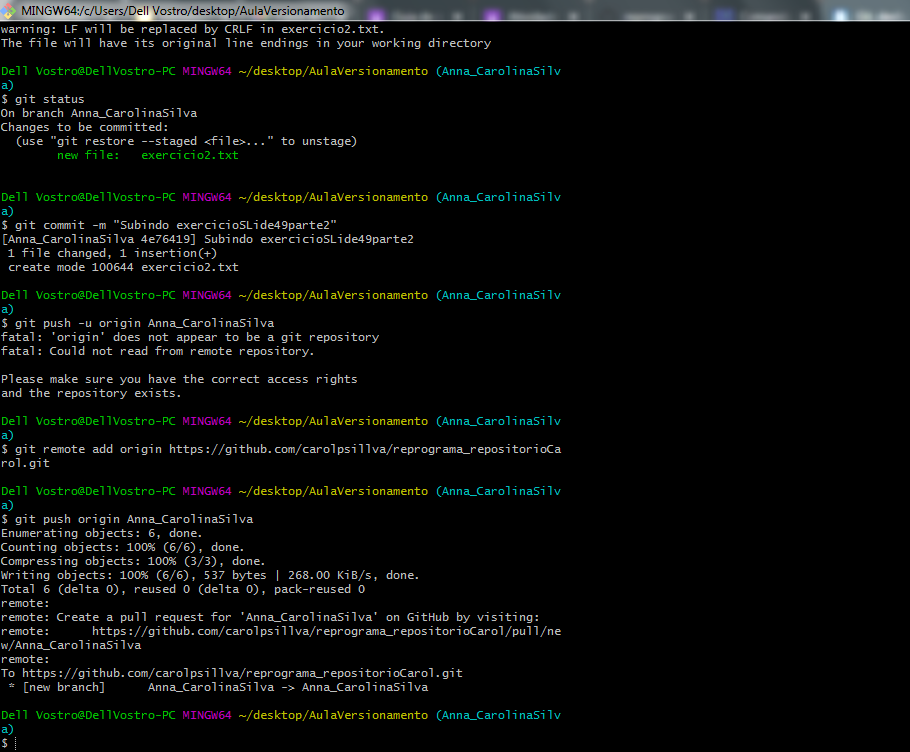 MINGW64:/c/Users/Dell Vostro/desktop/AulaVersionamento
warning: LF will be replaced by CRLF in exercicio2.txt.
The file will have its original line endings in your working directory
Dell Vostro@DellVostro-PC MINGW64 ~/desktop/AulaVersionamento (Anna_CarolinaSilv
a)
$ git status
On branch Anna_CarolinaSilva
Changes to be committed:
  (use "git restore --staged <file>..." to unstage)
        new file:   exercicio2.txt
Dell Vostro@DellVostro-PC MINGW64 ~/desktop/AulaVersionamento (Anna_CarolinaSilv
a)
$ git commit -m "Subindo exercicioSLide49parte2"
[Anna_CarolinaSilva 4e76419] Subindo exercicioSLide49parte2
 1 file changed, 1 insertion(+)
 create mode 100644 exercicio2.txt
Dell Vostro@DellVostro-PC MINGW64 ~/desktop/AulaVersionamento (Anna_CarolinaSilv
a)
$ git push -u origin Anna_CarolinaSilva
fatal: 'origin' does not appear to be a git repository
fatal: Could not read from remote repository.
Please make sure you have the correct access rights
and the repository exists.
Dell Vostro@DellVostro-PC MINGW64 ~/desktop/AulaVersionamento (Anna_CarolinaSilv
a)
$ git remote add origin https://github.com/carolpsillva/reprograma_repositorioCa
rol.git
Dell Vostro@DellVostro-PC MINGW64 ~/desktop/AulaVersionamento (Anna_CarolinaSilv
a)
$ git push origin Anna_CarolinaSilva
Enumerating objects: 6, done.
Counting objects: 100% (6/6), done.
Compressing objects: 100% (3/3), done.
Writing objects: 100% (6/6), 537 bytes | 268.00 KiB/s, done.
Total 6 (delta 0), reused 0 (delta 0), pack-reused 0
remote:
remote: Create a pull request for 'Anna_CarolinaSilva' on GitHub by visiting:
remote:      https://github.com/carolpsillva/reprograma_repositorioCarol/pull/ne
w/Anna_CarolinaSilva
remote:
To https://github.com/carolpsillva/reprograma_repositorioCarol.git
 * [new branch]      Anna_CarolinaSilva -> Anna_CarolinaSilva
Dell Vostro@DellVostro-PC MINGW64 ~/desktop/AulaVersionamento (Anna_CarolinaSilv
a)
$